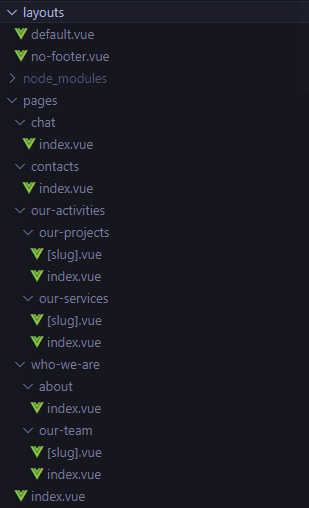 layouts
default.vue
no-footer.vue
node_modules
pages
chat
index.vue
contacts
index.vue
our-activities
our-projects
[slug].vue
index.vue
our-services
[slug].vue
index.vue
who-we-are
about
index.vue
our-team
[slug].vue
index.vue
index.vue